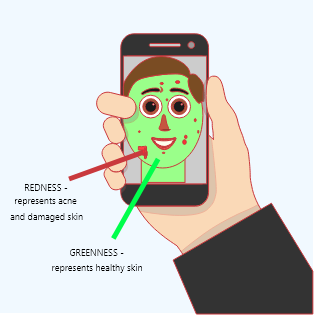 REDNESS -
represents acne
and damaged skin
GREENNESS -
represents healthy skin